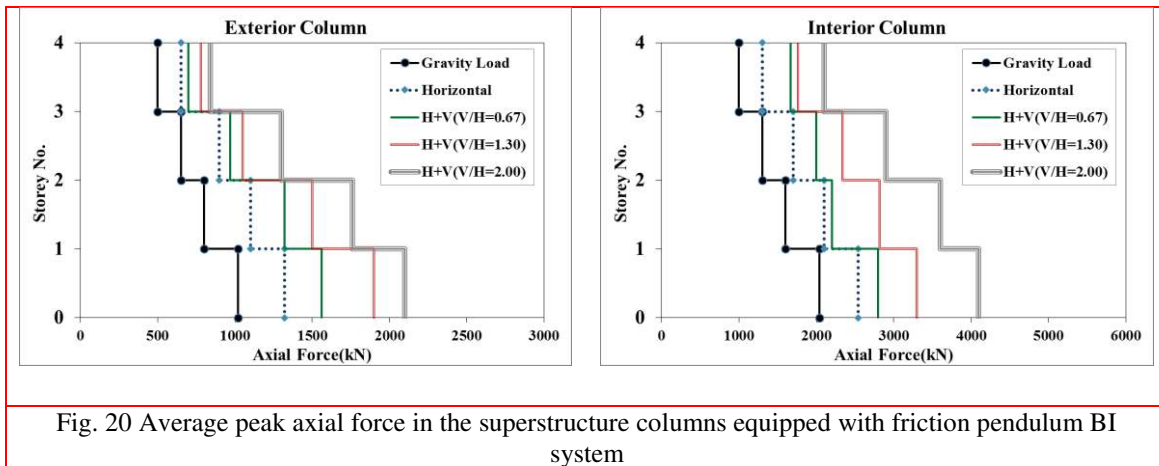 Exterior Column
4
3
2
1
0
Storey No.
0 500 1000 1500 2000 2500 3000
Axial Force(kN)
Gravity Load
Horizontal
H+V(V/H=0.67)
H+V(V/H=1.30)
H+V(V/H=2.00)
Interior Column
4
3
2
1
0
Storey No.
0 1000 2000 3000 4000 5000 6000
Axial Force(kN)
Gravity Load
Horizontal
H+V(V/H=0.67)
H+V(V/H=1.30)
H+V(V/H=2.00)
Fig. 20 Average peak axial force in the superstructure columns equipped with friction pendulum BI
system